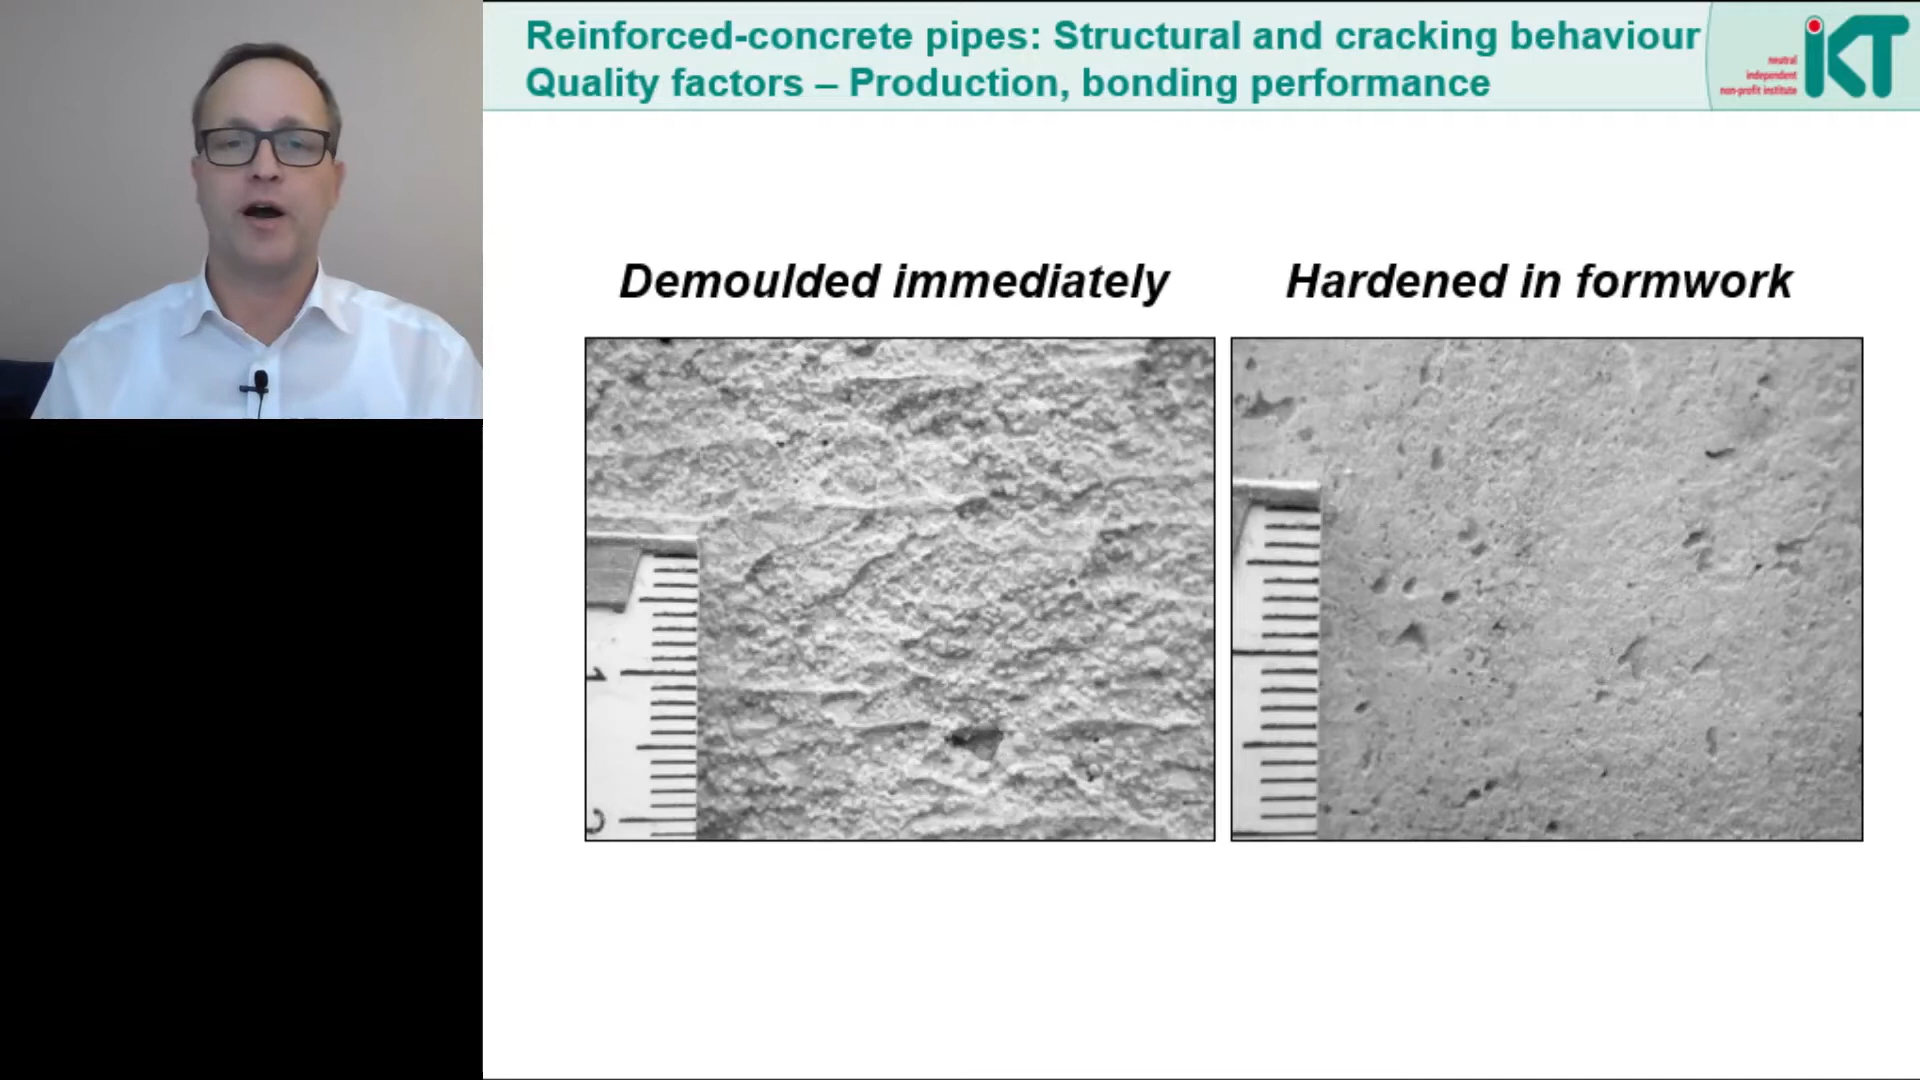 Reinforced-concrete pipes: Structural and cracking behaviour
Quality factors – Production, bonding performance
neutral
independent
non-profit institute
iKT
Demoulded immediately
Hardened in formwork
1